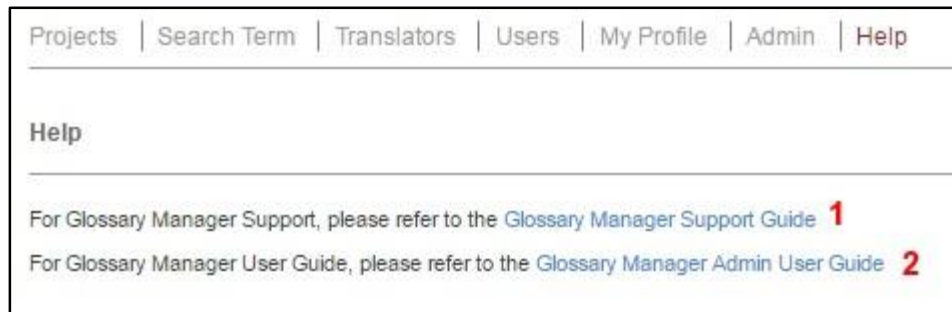 Projects | Search Term | Translators | Users | My Profile | Admin | Help
Help
For Glossary Manager Support, please refer to the Glossary Manager Support Guide 1
For Glossary Manager User Guide, please refer to the Glossary Manager Admin User Guide 2